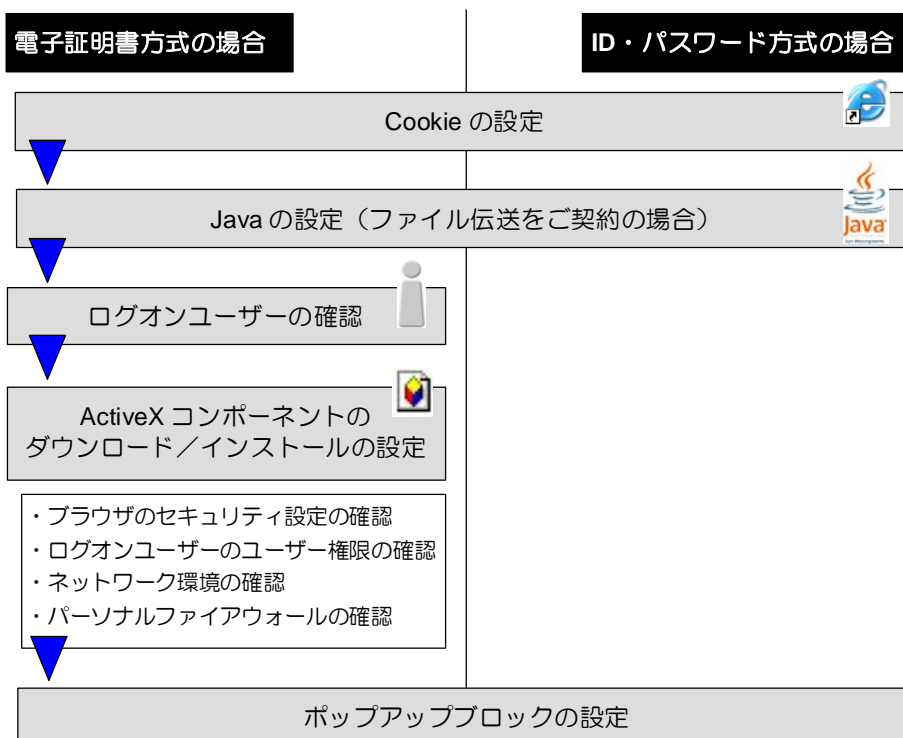 電子証明書方式の場合
ID・パスワード方式の場合
Cookie の設定
Java の設定（ファイル伝送をご契約の場合）
Java
ログオンユーザーの確認
ActiveX コンポーネントの
ダウンロード／インストールの設定
・ブラウザのセキュリティ設定の確認
・ログオンユーザーのユーザー権限の確認
・ネットワーク環境の確認
・パーソナルファイアウォールの確認
ポップアップブロックの設定